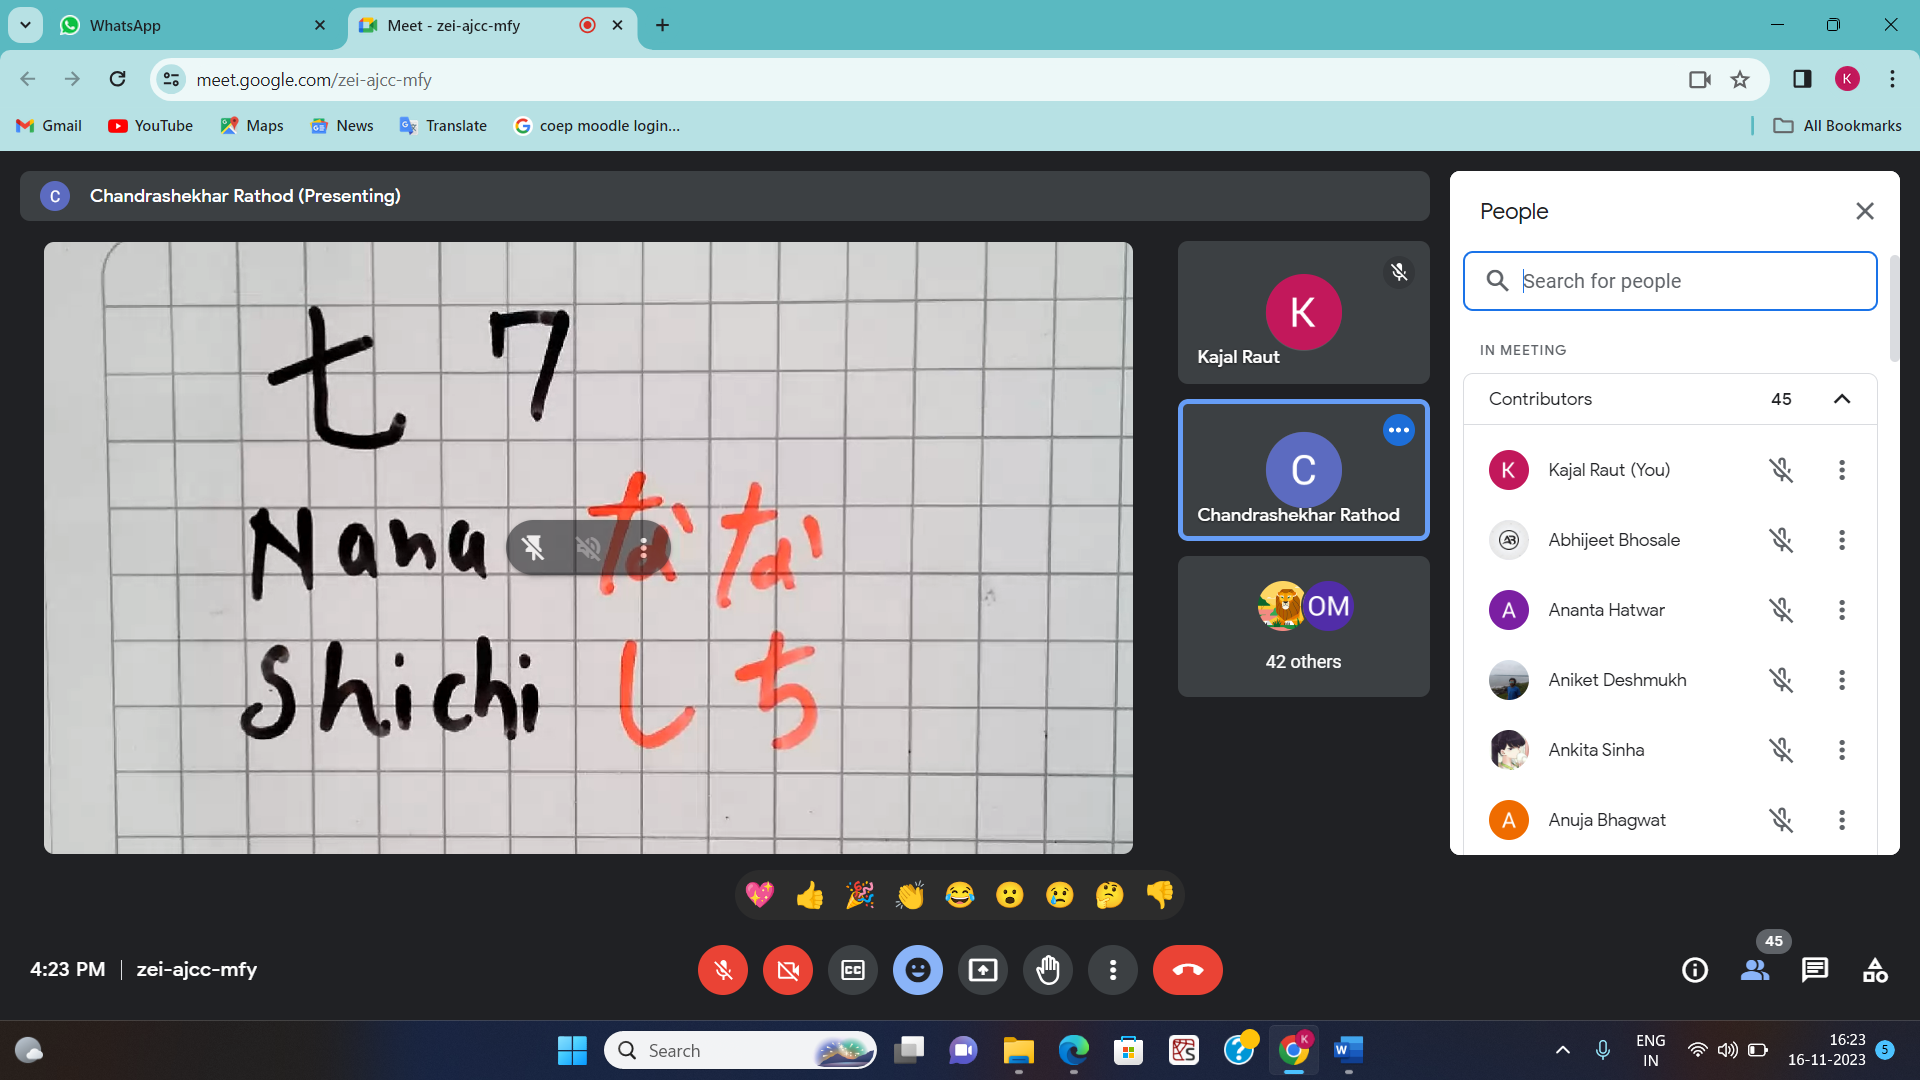 WhatsApp
Meet - zei-ajcc-mfy
meet.google.com/zei-ajcc-mfy
K
Gmail
YouTube
Maps
News
Translate
coep moodle login...
All Bookmarks
C
Chandrashekhar Rathod (Presenting)
七 7
Nana なな
Shichi しち
K
Kajal Raut
C
Chandrashekhar Rathod
OM
42 others
People
Search for people
IN MEETING
Contributors 45
K Kajal Raut (You)
AB Abhijeet Bhosale
A Ananta Hatwar
Aniket Deshmukh
Ankita Sinha
A Anuja Bhagwat
4:23 PM | zei-ajcc-mfy
CC
45
Search
ENG
IN
16:23
16-11-2023
5